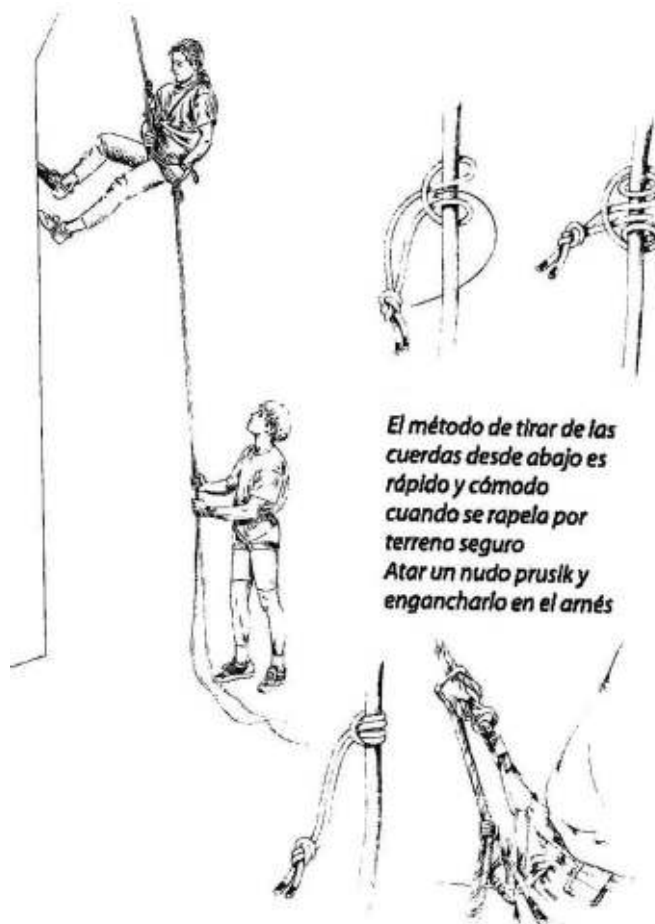 El método de tirar de las
cuerdas desde abajo es
rápido y cómodo
cuando se rapela por
terreno seguro
Atar un nudo prusik y
engancharlo en el arnés